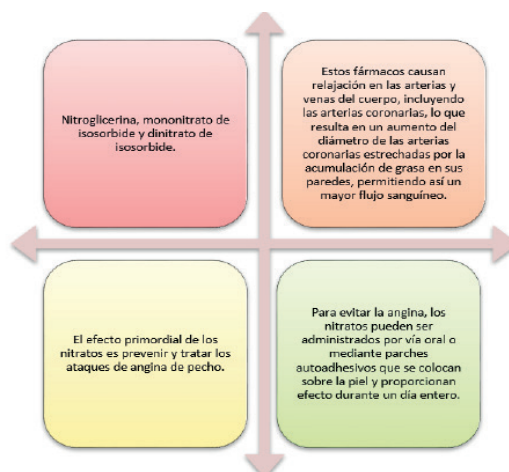 Nitroglicerina, mononitrato de
isosorbide y dinitrato de
isosorbide.
Estos fármacos causan
relajación en las arterias y
venas del cuerpo, incluyendo
las arterias coronarias, lo que
resulta en un aumento del
diámetro de las arterias
coronarias estrechadas por la
acumulación de grasa en sus
paredes, permitiendo así un
mayor flujo sanguíneo.
El efecto primordial de los
nitratos es prevenir y tratar los
ataques de angina de pecho.
Para evitar la angina, los
nitratos pueden ser
administrados por vía oral o
mediante parches
autoadhesivos que se colocan
sobre la piel y proporcionan
efecto durante un día entero.